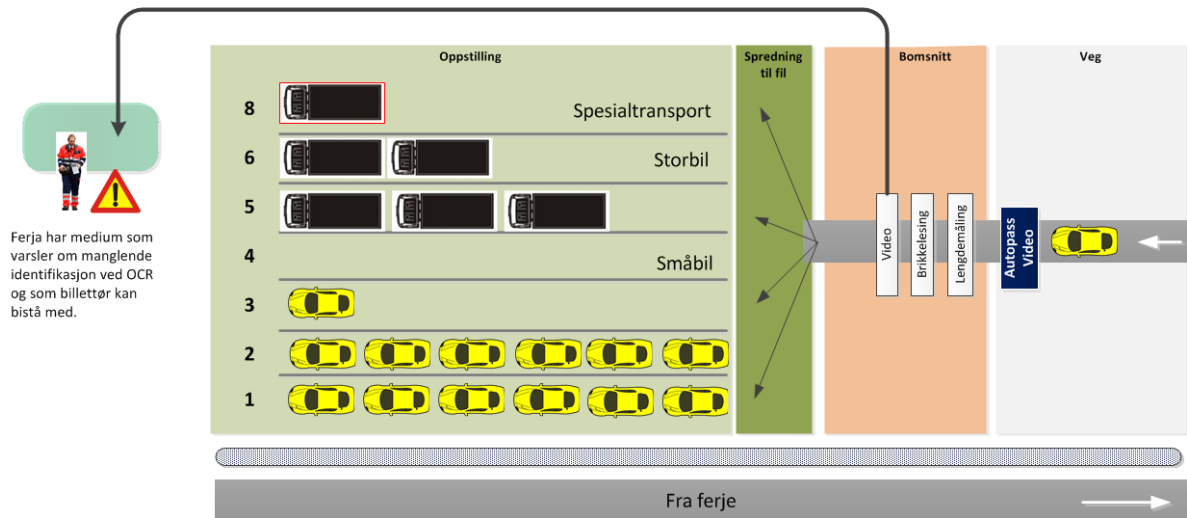 Oppstilling
Spredning
til fil
Bomsnitt
Veg
8
Spesialtransport
6
Storbil
5
4
Småbil
3
2
1
Video
Brikkelesing
Lengdemåling
Autopass
Video
Ferja har medium som
varsler om manglende
identifikasjon ved OCR
og som billettør kan
bistå med.
Fra ferje